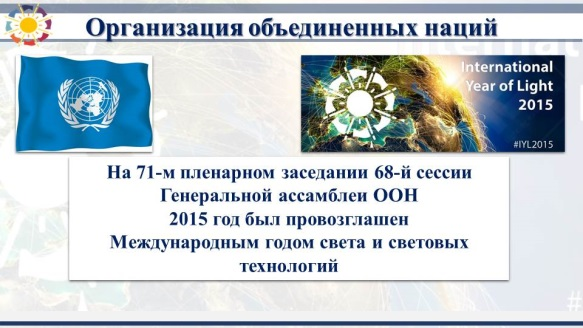 Организация объединенных наций
International
Year of Light
2015
#IYL2015
На 71-м пленарном заседании 68-й сессии
Генеральной ассамблеи ООН
2015 год был провозглашен
Международным годом света и световых
технологий